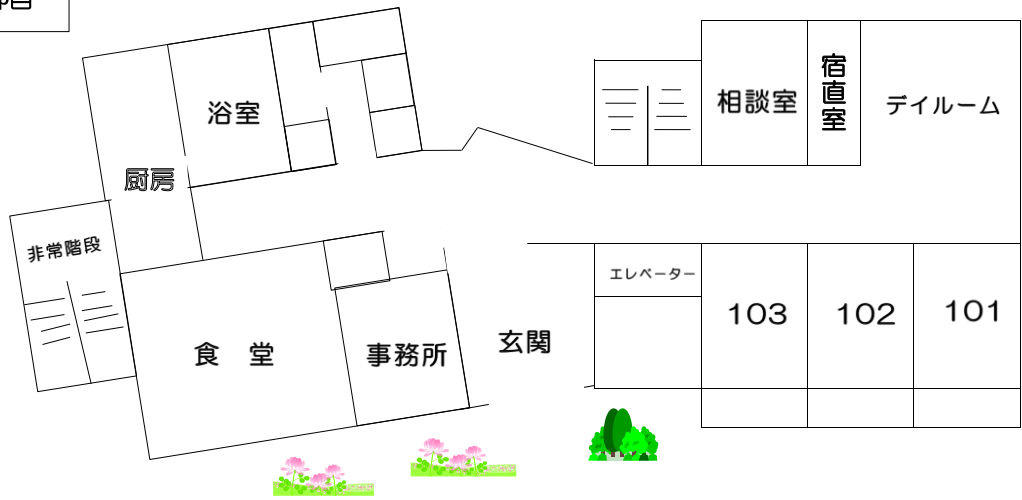 浴室
厨房
非常階段
食 堂
事務所
玄関
相談室
宿直室
デイルーム
エレベーター
103
102
101